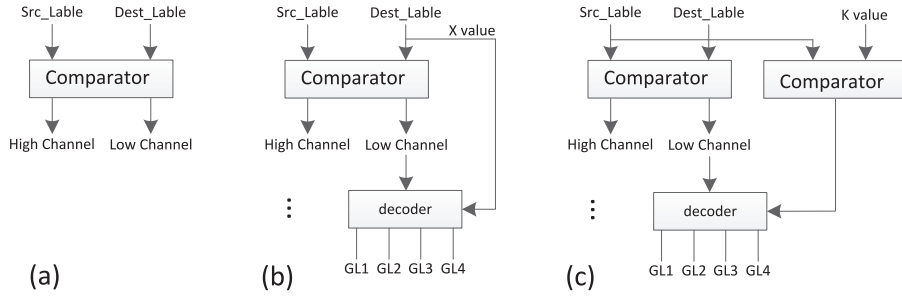 Src_Lable Dest_Lable
Comparator
High Channel Low Channel
(a)
Src_Lable Dest_Lable
X value
Comparator
High Channel Low Channel
decoder
GL1 GL2 GL3 GL4
(b)
Src_Lable Dest_Lable K value
Comparator Comparator
High Channel Low Channel
decoder
GL1 GL2 GL3 GL4
(c)